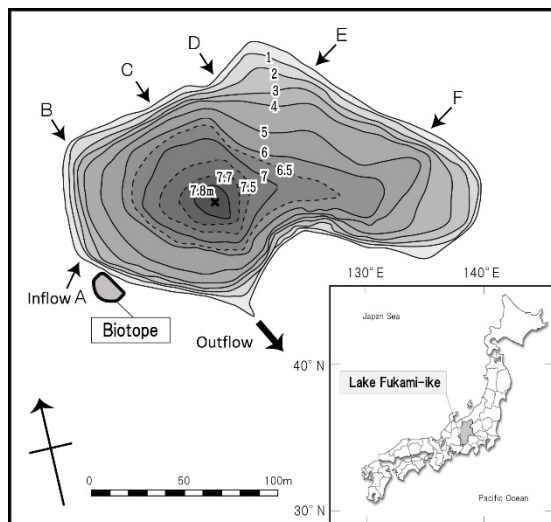 E
D
C
B
F
1
2
3
4
5
6
6.5
7
7.5
7.7
7.8m
Inflow A
Biotope
Outflow
0
50
100m
130°E
140°E
Japan Sea
40°N
Lake Fukami-ike
Pacific Ocean
30°N